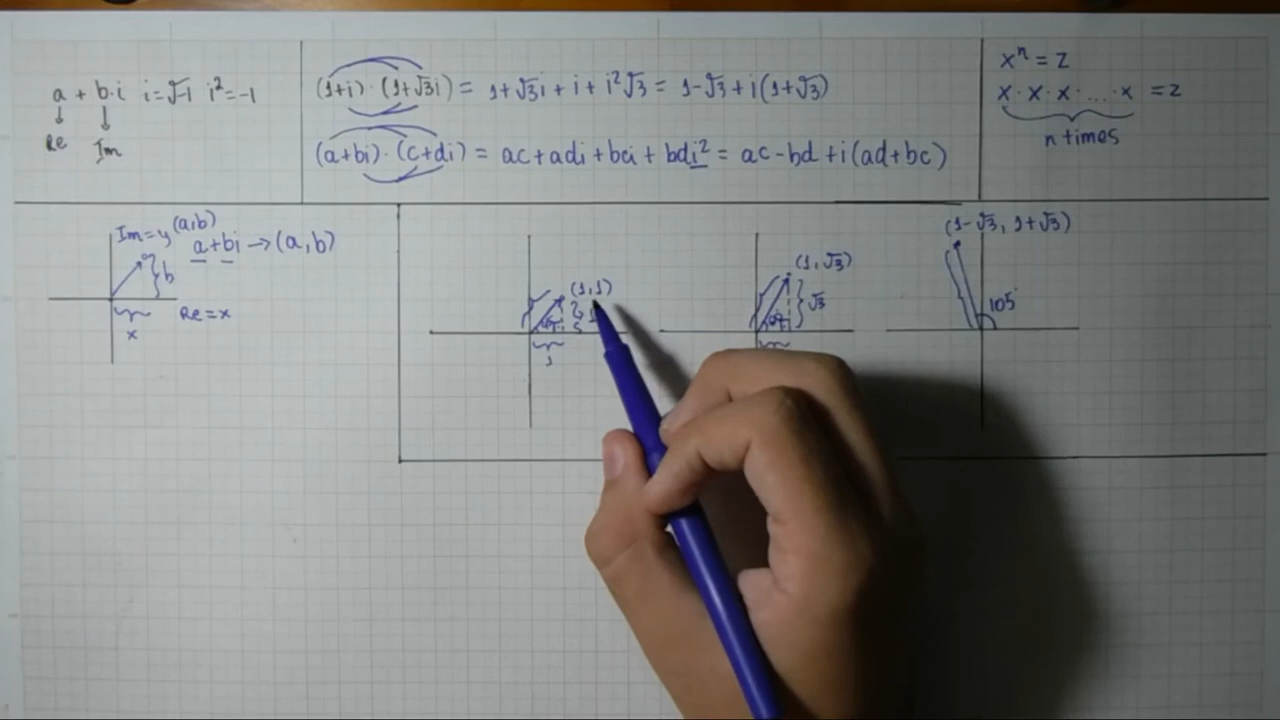 a + b·i i=√-1 i²=-1
Re
Im
(1+i)·(1+√3i)= 1+√3i+i+i²√3= 1-√3+i(1+√3)
(a+bi)·(c+di)= ac+adi+bci+bdi²= ac-bd+i(ad+bc)
xⁿ=z
x·x·x·...·x =z
n times
Im=y (a,b)
a+bi→(a,b)
b
Re=x
x
(1,1)
1
(1,√3)
√3
(1-√3, 1+√3)
105°